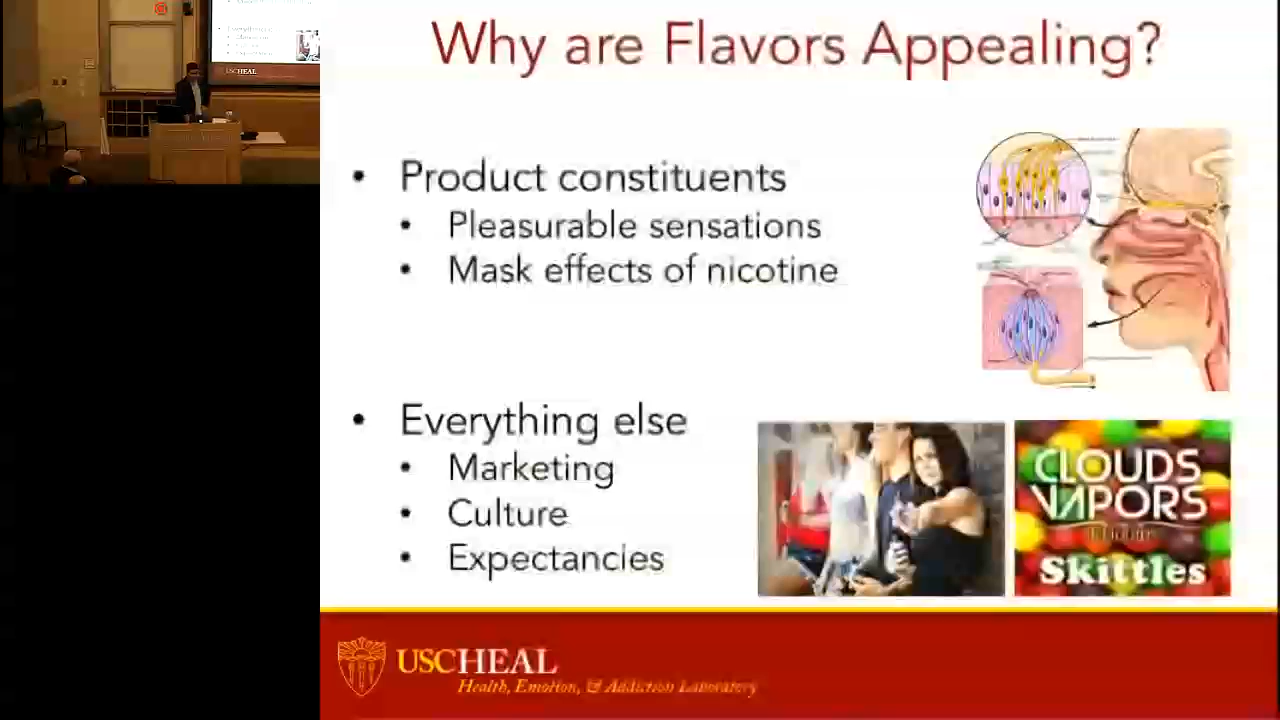 Why are Flavors Appealing?
• Product constituents
• Pleasurable sensations
• Mask effects of nicotine
• Everything else
• Marketing
• Culture
• Expectancies
CLOUDS
VAPORS
Skittles
USCHEAL
Health, Emotion, & Addiction Laboratory
USCHEAL